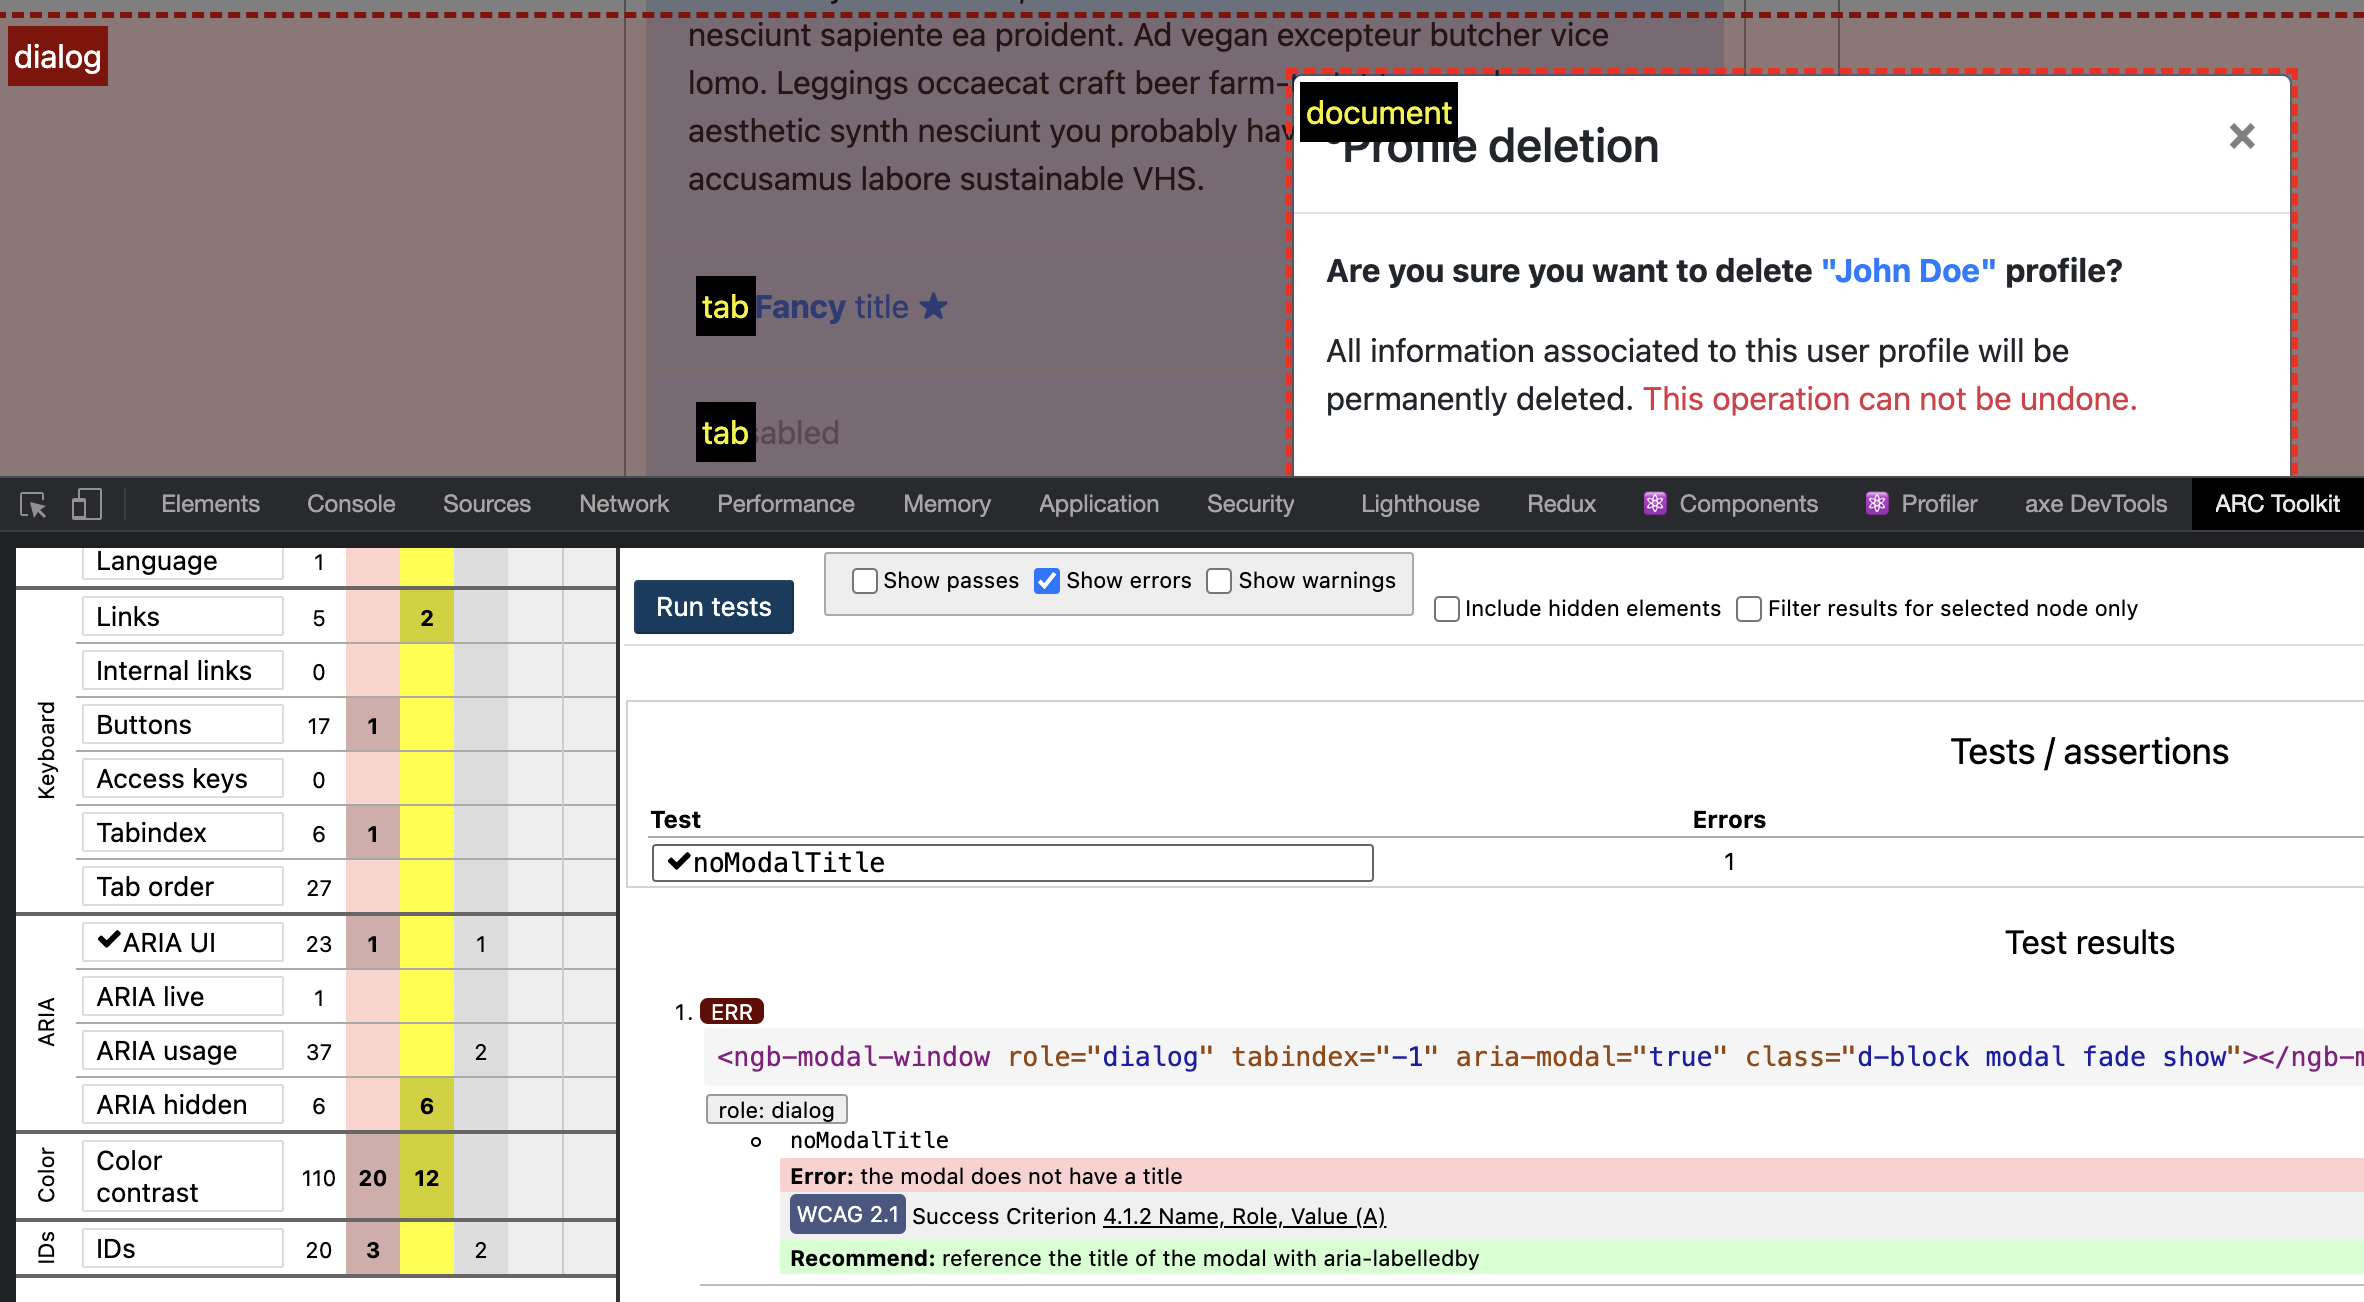 dialog
nesciunt sapiente ea proident. Ad vegan excepteur butcher vice
lomo. Leggings occaecat craft beer farm-
aesthetic synth nesciunt you probably
accusamus labore sustainable VHS.
tab Fancy title ★
tab
document
Profile deletion
×
Are you sure you want to delete "John Doe" profile?
All information associated to this user profile will be
permanently deleted. This operation can not be undone.
Elements Console Sources Network Performance Memory Application Security Lighthouse Redux Components Profiler axe DevTools ARC Toolkit
Language 1
Keyboard
Links 5 2
Internal links 0
Buttons 17 1
Access keys 0
Tabindex 6 1
Tab order 27
ARIA
✔ARIA UI 23 1 1
ARIA live 1
ARIA usage 37 2
ARIA hidden 6 6
Color
Color
contrast 110 20 12
IDs
IDs 20 3 2
Run tests
Show passes Show errors Show warnings
Include hidden elements Filter results for selected node only
Tests / assertions
Test Errors
✔noModalTitle 1
Test results
1. ERR
<ngb-modal-window role="dialog" tabindex="-1" aria-modal="true" class="d-block modal fade show"></ngb-m
role: dialog
noModalTitle
Error: the modal does not have a title
WCAG 2.1 Success Criterion 4.1.2 Name, Role, Value (A)
Recommend: reference the title of the modal with aria-labelledby